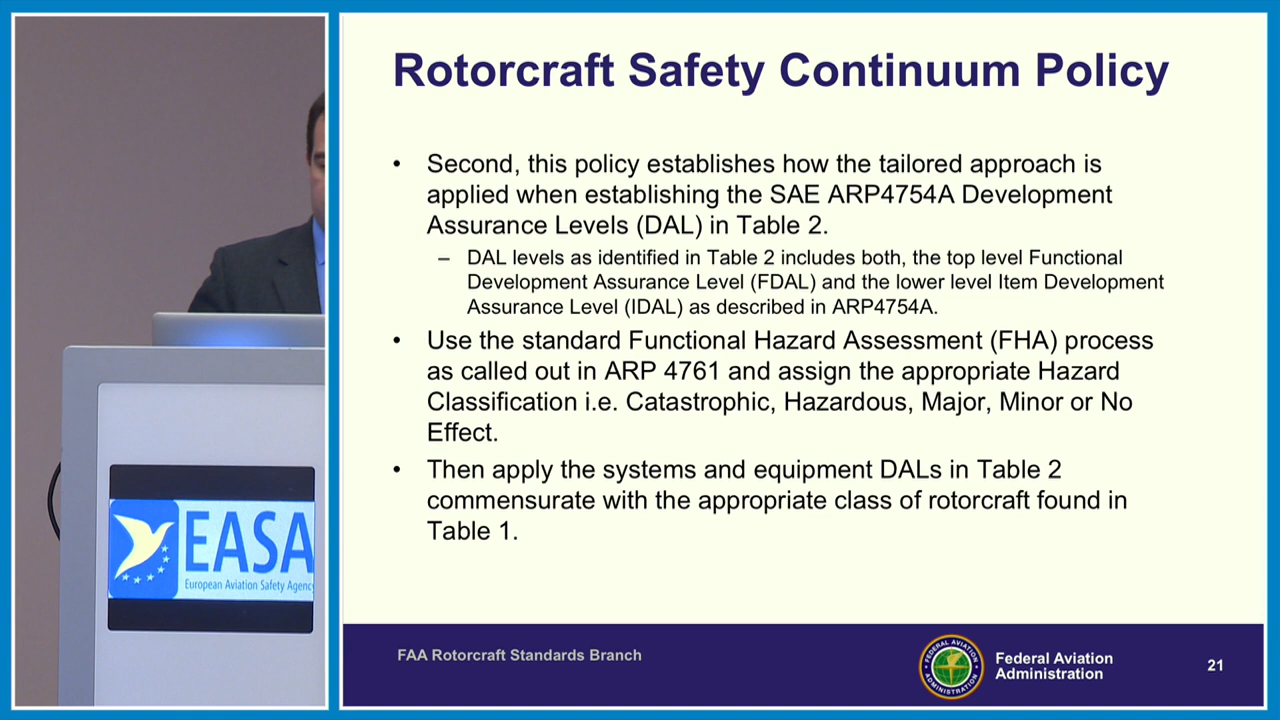 Rotorcraft Safety Continuum Policy
• Second, this policy establishes how the tailored approach is
applied when establishing the SAE ARP4754A Development
Assurance Levels (DAL) in Table 2.
– DAL levels as identified in Table 2 includes both, the top level Functional
Development Assurance Level (FDAL) and the lower level Item Development
Assurance Level (IDAL) as described in ARP4754A.
• Use the standard Functional Hazard Assessment (FHA) process
as called out in ARP 4761 and assign the appropriate Hazard
Classification i.e. Catastrophic, Hazardous, Major, Minor or No
Effect.
• Then apply the systems and equipment DALs in Table 2
commensurate with the appropriate class of rotorcraft found in
Table 1.
EASA
European Aviation Safety Agency
FAA Rotorcraft Standards Branch
FEDERAL AVIATION
ADMINISTRATION
Federal Aviation
Administration
21